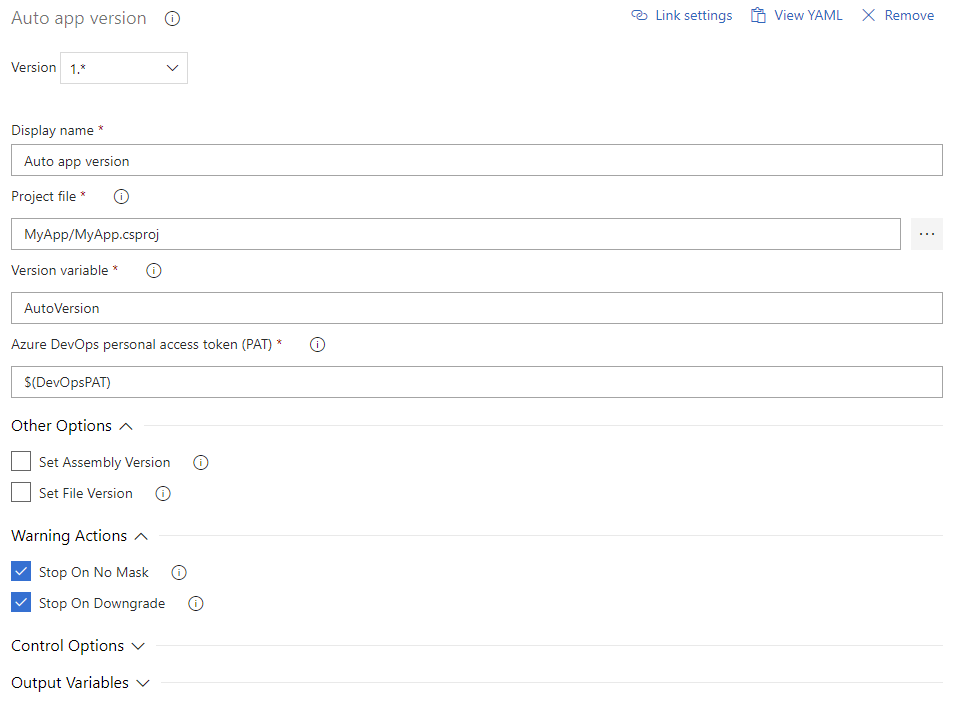 Auto app version
Link settings View YAML Remove
Version 1.*
Display name *
Auto app version
Project file *
MyApp/MyApp.csproj
...
Version variable *
AutoVersion
Azure DevOps personal access token (PAT) *
$(DevOpsPAT)
Other Options
Set Assembly Version
Set File Version
Warning Actions
Stop On No Mask
Stop On Downgrade
Control Options
Output Variables